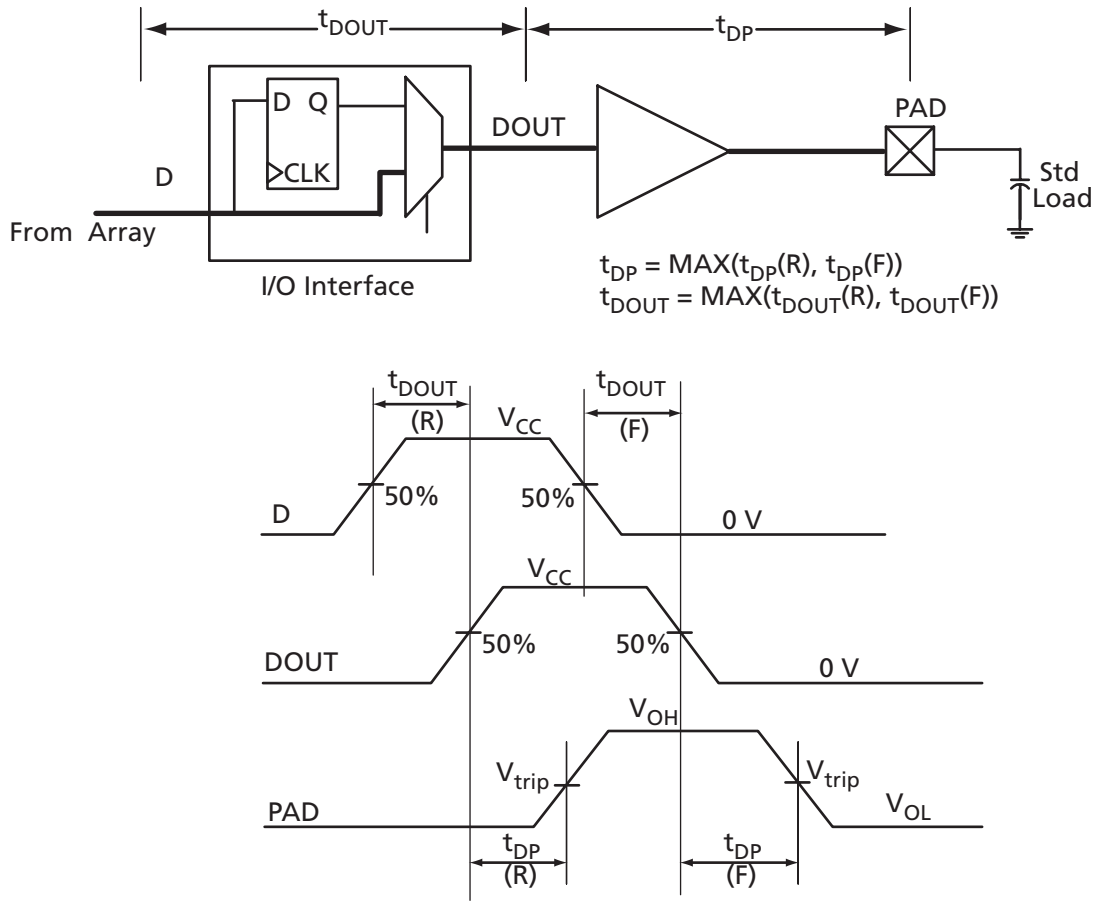 tDOUT
tDP
D Q
CLK
DOUT
PAD
D
From Array
Std
Load
I/O Interface
tDP = MAX(tDP(R), tDP(F))
tDOUT = MAX(tDOUT(R), tDOUT(F))
tDOUT
(R)
VCC
tDOUT
(F)
50%
50%
D
0 V
VCC
50%
50%
DOUT
0 V
VOH
Vtrip
Vtrip
PAD
VOL
tDP
(R)
tDP
(F)